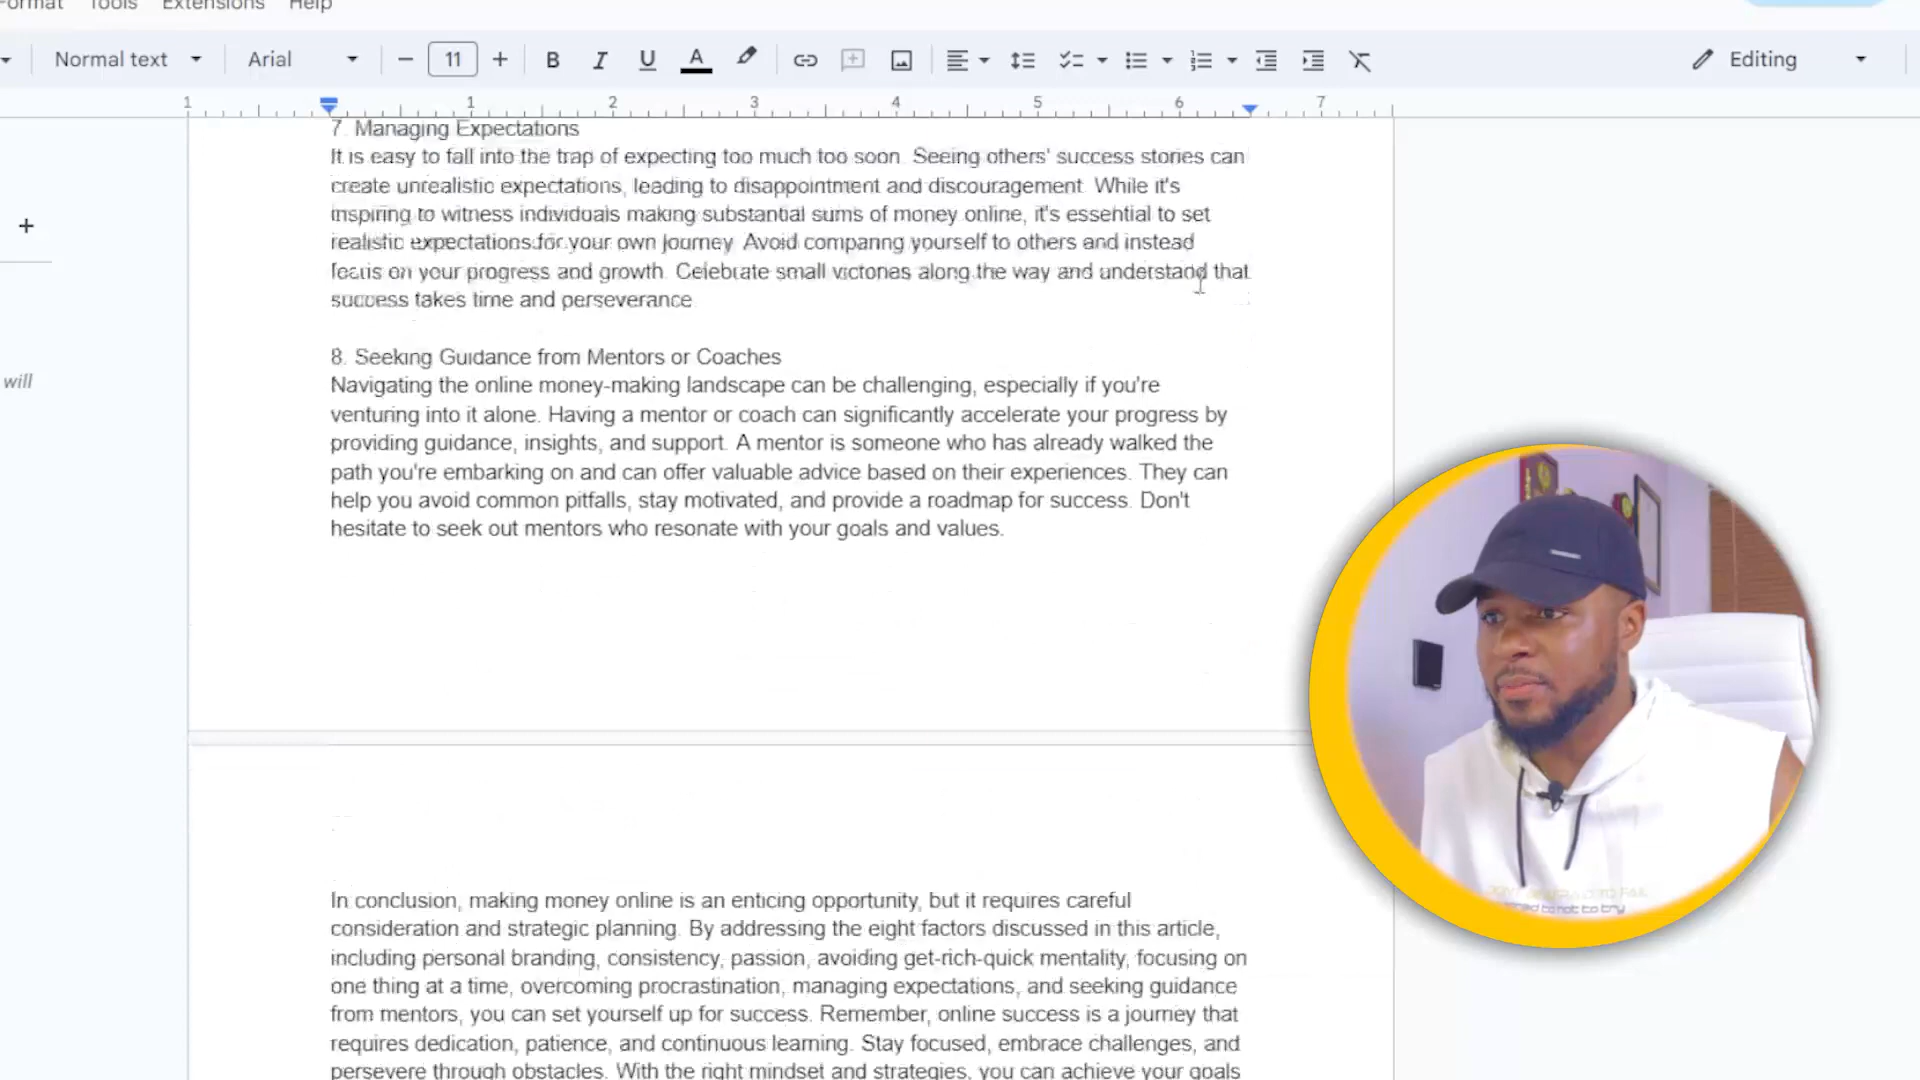 Format Tools Extensions Help
Normal text Arial 11 B I U A Editing
1 1 2 3 4 5 6 7
7. Managing Expectations
It is easy to fall into the trap of expecting too much too soon. Seeing others' success stories can
create unrealistic expectations, leading to disappointment and discouragement. While it's
inspiring to witness individuals making substantial sums of money online, it's essential to set
realistic expectations for your own journey. Avoid comparing yourself to others and instead
focus on your progress and growth. Celebrate small victories along the way and understand that
success takes time and perseverance.
will
8. Seeking Guidance from Mentors or Coaches
Navigating the online money-making landscape can be challenging, especially if you're
venturing into it alone. Having a mentor or coach can significantly accelerate your progress by
providing guidance, insights, and support. A mentor is someone who has already walked the
path you're embarking on and can offer valuable advice based on their experiences. They can
help you avoid common pitfalls, stay motivated, and provide a roadmap for success. Don't
hesitate to seek out mentors who resonate with your goals and values.
In conclusion, making money online is an enticing opportunity, but it requires careful
consideration and strategic planning. By addressing the eight factors discussed in this article,
including personal branding, consistency, passion, avoiding get-rich-quick mentality, focusing on
one thing at a time, overcoming procrastination, managing expectations, and seeking guidance
from mentors, you can set yourself up for success. Remember, online success is a journey that
requires dedication, patience, and continuous learning. Stay focused, embrace challenges, and
persevere through obstacles. With the right mindset and strategies, you can achieve your goals